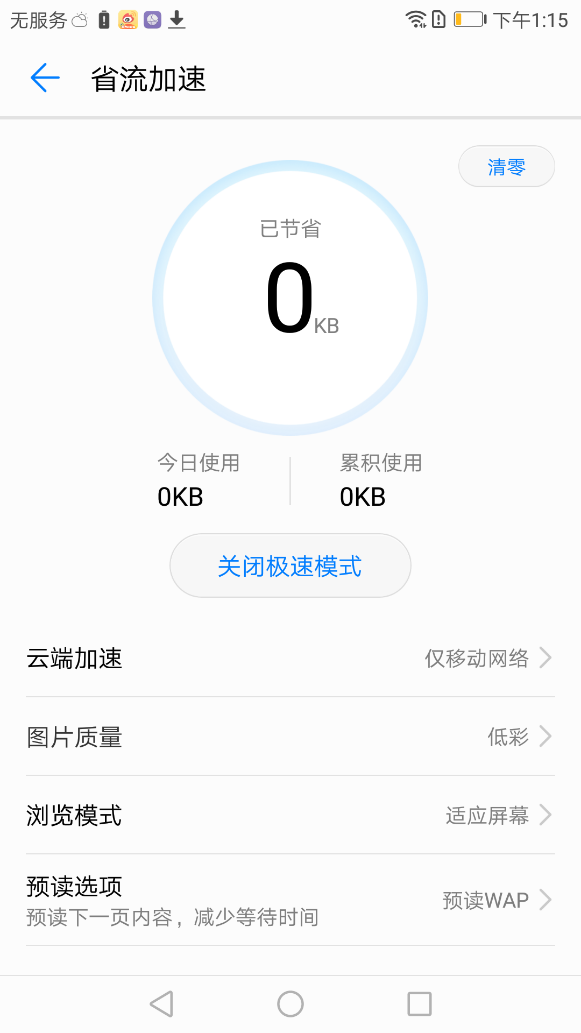 无服务 下午1:15
省流加速
清零
已节省
0KB
今日使用 累积使用
0KB 0KB
关闭极速模式
云端加速 仅移动网络
图片质量 低彩
浏览模式 适应屏幕
预读选项 预读WAP
预读下一页内容，减少等待时间